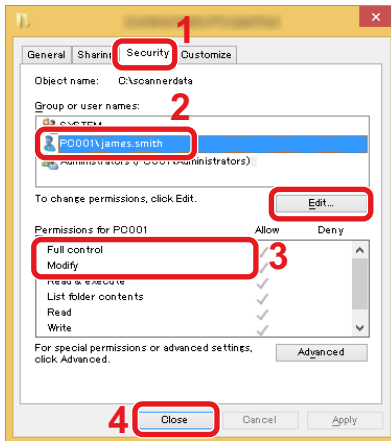 1
General Sharing Security Customize
Object name: C:\scannerdata
Group or user names:
2
SYSTEM
PC001\james.smith
Administrators (PC001\Administrators)
To change permissions, click Edit.
Edit...
Permissions for PC001 Allow Deny
3
Full control
Modify
Read & execute
List folder contents
Read
Write
For special permissions or advanced settings,
click Advanced.
Advanced
4
Close Cancel Apply